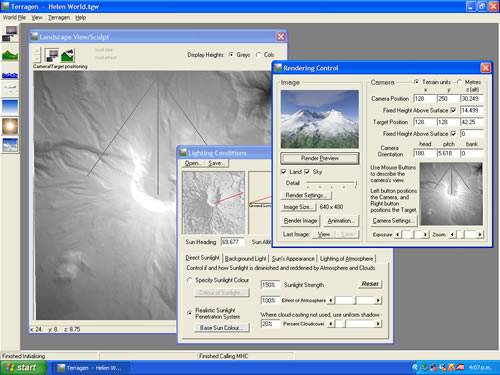 Terragen - Helen World.tgw
World File View Terragen Help
Landscape View/Sculpt
Display Heights: Greys Cols
Camera/Target positioning
x: 24. 8. z: 8.75
Lighting Conditions
Open... Save...
Sun Heading 69.677 Sun Altit
Direct Sunlight Background Light Sun's Appearance Lighting of Atmosphere
Control if and how Sunlight is diminished and reddened by Atmosphere and Clouds.
Specify Sunlight Colour
Colour of Sunlight...
150% Sunlight Strength Reset
100% Effect of Atmosphere
Realistic Sunlight Penetration System
Base Sun Colour...
Where cloud-casting not used, use uniform shadow-
20% Percent Cloudcover
Rendering Control
Image
Render Preview
Land Sky
Detail
Render Settings...
Image Size... 640 x 480
Render Image Animation...
Last Image: View Save
Camera Terrain units Metres
x y z (alt)
Camera Position 128. 250. 30.249
Fixed Height Above Surface 14.499
Target Position 128. 128. 42.25
Fixed Height Above Surface 0.
head pitch bank
Camera Orientation 180. 5.618 0.
Use Mouse Buttons to describe the camera's view.
Left button positions the Camera, and Right button positions the Target.
Camera Settings...
Exposure Zoom
Finished Initialising Finished Calling MHC
start Terragen - Helen W... 4:07 p.m.